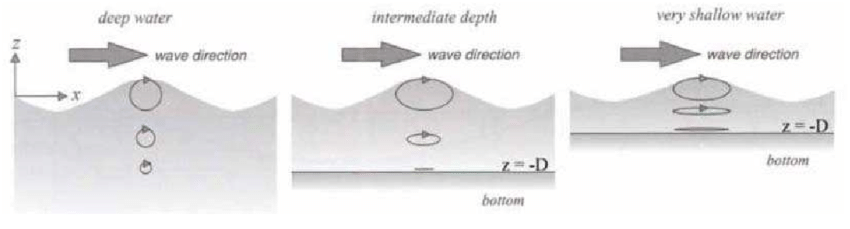 deep water
wave direction
z
x
intermediate depth
wave direction
z = -D
bottom
very shallow water
wave direction
z = -D
bottom